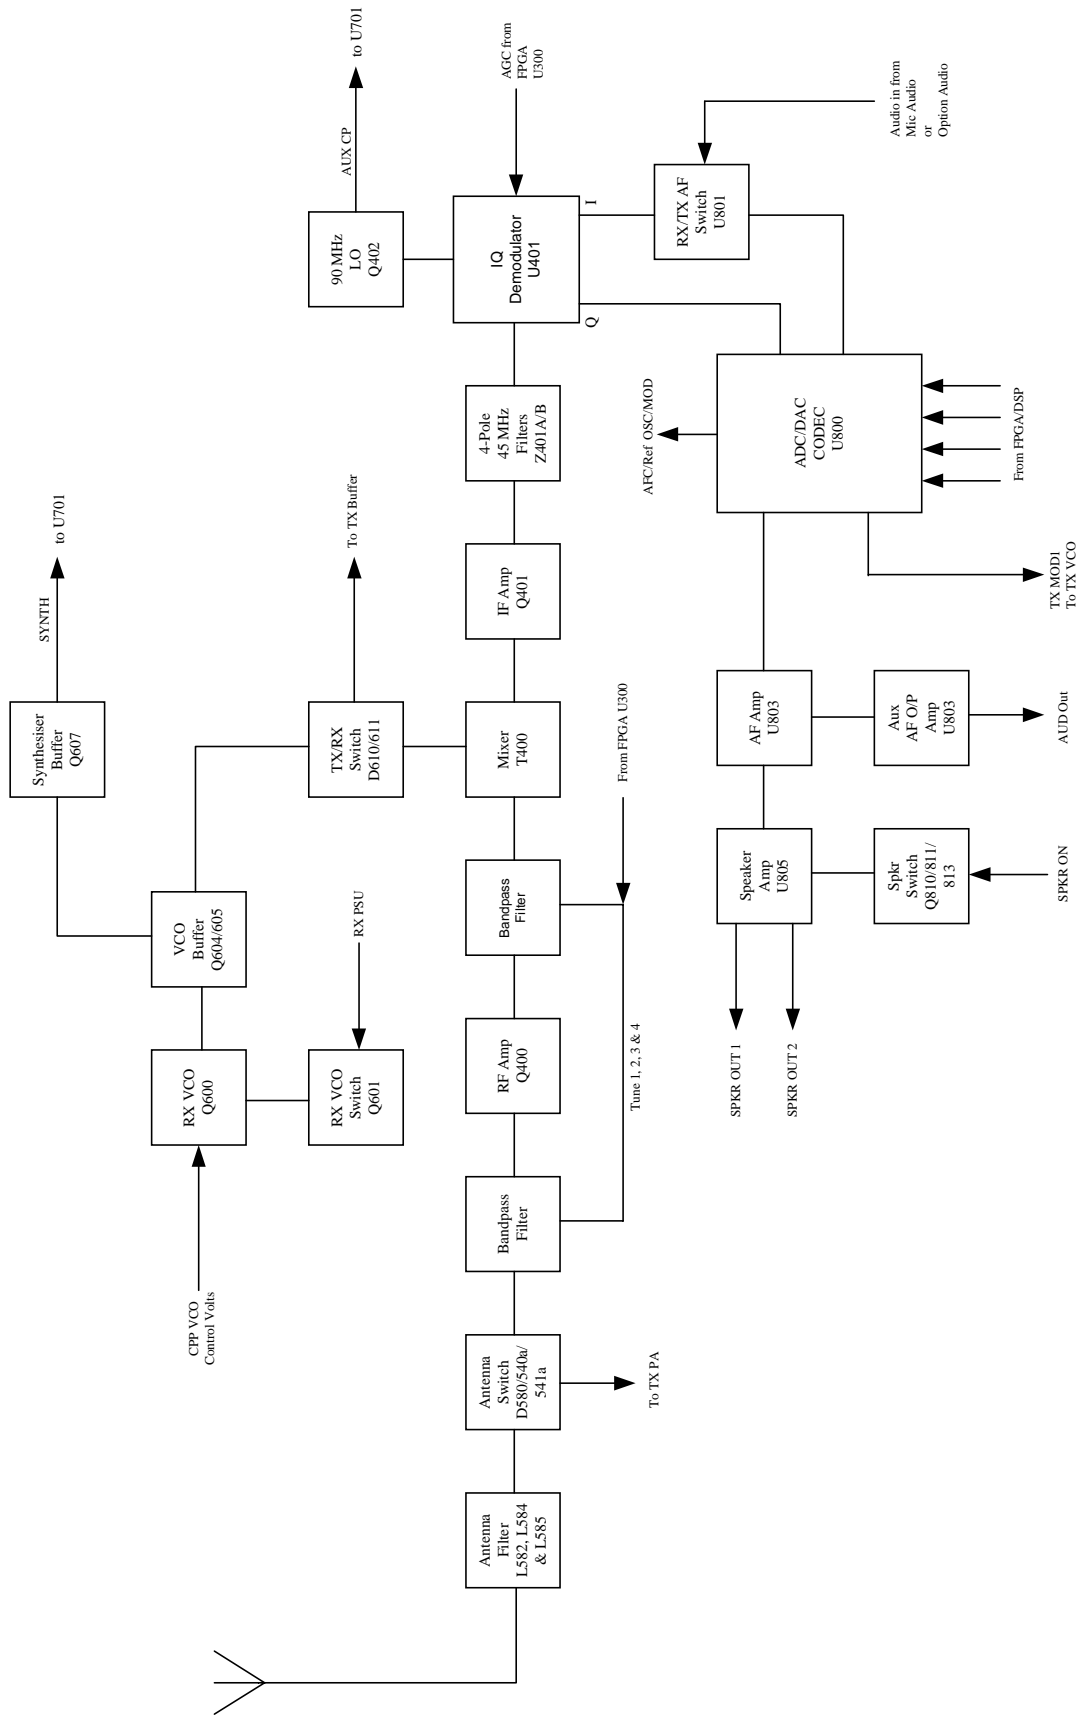 Synthesiser
Buffer
Q607
SYNTH
to U701
CPP VCO
Control Volts
RX VCO
Q600
VCO
Buffer
Q604/605
RX VCO
Switch
Q601
RX PSU
TX/RX
Switch
D610/611
To TX Buffer
90 MHz
LO
Q402
AUX CP
to U701
Antenna
Filter
L582, L584
& L585
Antenna
Switch
D580/540a/
541a
To TX PA
Bandpass
Filter
RF Amp
Q400
Bandpass
Filter
Tune 1, 2, 3 & 4
From FPGA U300
Mixer
T400
IF Amp
Q401
4-Pole
45 MHz
Filters
Z401A/B
IQ
Demodulator
U401
Q
I
AGC from
FPGA
U300
RX/TX AF
Switch
U801
Audio in from
Mic Audio
or
Option Audio
AFC/Ref OSC/MOD
ADC/DAC
CODEC
U800
From FPGA/DSP
TX MOD1
To TX VCO
AF Amp
U803
Aux
AF O/P
Amp
U803
AUD Out
Speaker
Amp
U805
Spkr
Switch
Q810/811/
813
SPKR ON
SPKR OUT 1
SPKR OUT 2